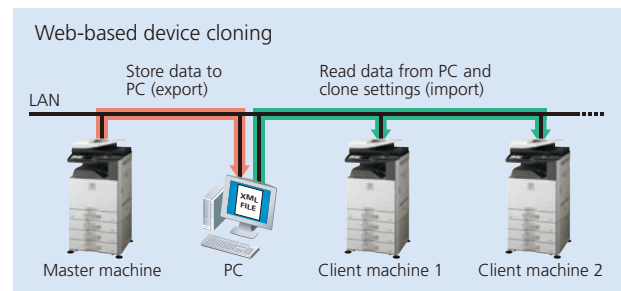 Web-based device cloning
Store data to
PC (export)
Read data from PC and
clone settings (import)
LAN
XML
FILE
Master machine
PC
Client machine 1
Client machine 2